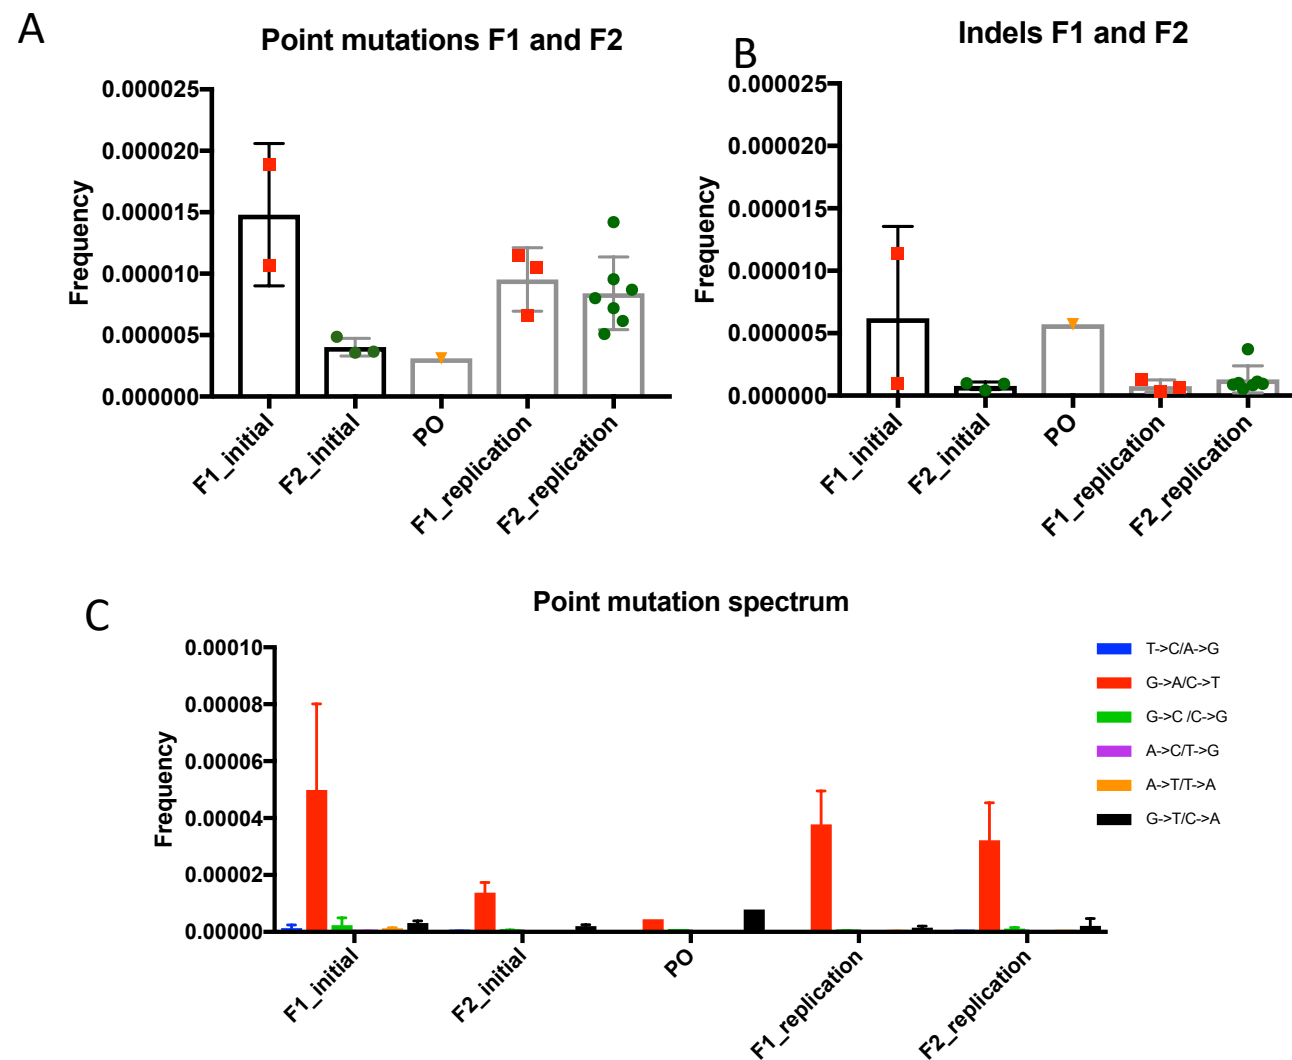 A
Point mutations F1 and F2
Frequency
0.000025
0.000020
0.000015
0.000010
0.000005
0.000000
F1_initial
F2_initial
PO
F1_replication
F2_replication
B
Indels F1 and F2
Frequency
0.000025
0.000020
0.000015
0.000010
0.000005
0.000000
F1_initial
F2_initial
PO
F1_replication
F2_replication
C
Point mutation spectrum
Frequency
0.00010
0.00008
0.00006
0.00004
0.00002
0.00000
F1_initial
F2_initial
PO
F1_replication
F2_replication
T->C/A->G
G->A/C->T
G->C /C->G
A->C/T->G
A->T/T->A
G->T/C->A